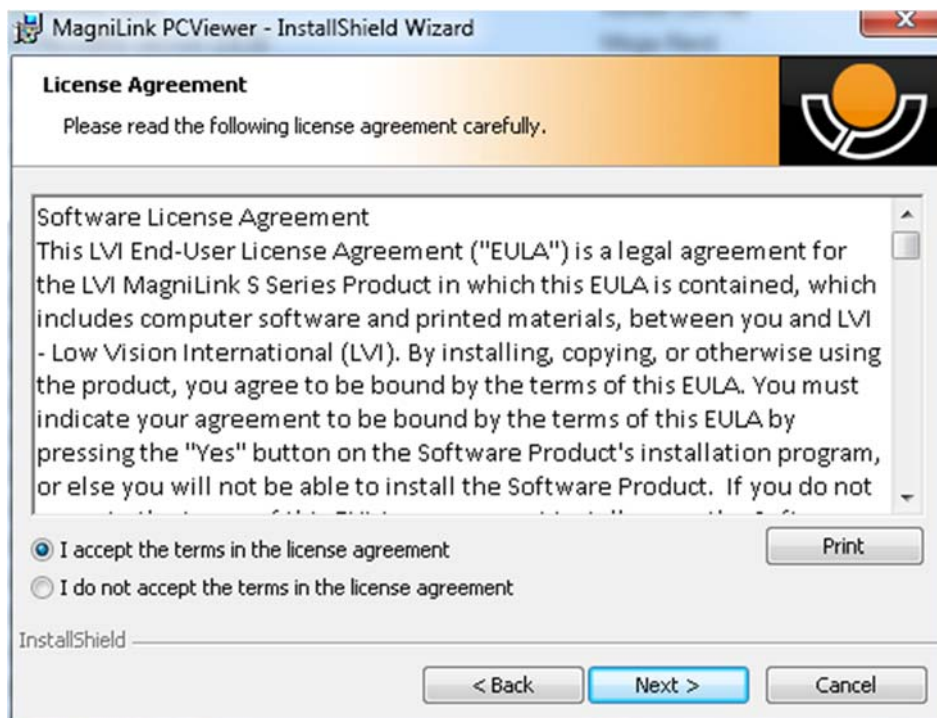 MagniLink PCViewer - InstallShield Wizard
License Agreement
Please read the following license agreement carefully.
Software License Agreement
This LVI End-User License Agreement ("EULA") is a legal agreement for
the LVI MagniLink S Series Product in which this EULA is contained, which
includes computer software and printed materials, between you and LVI
- Low Vision International (LVI). By installing, copying, or otherwise using
the product, you agree to be bound by the terms of this EULA. You must
indicate your agreement to be bound by the terms of this EULA by
pressing the "Yes" button on the Software Product's installation program,
or else you will not be able to install the Software Product.  If you do not
I accept the terms in the license agreement
Print
I do not accept the terms in the license agreement
InstallShield
< Back
Next >
Cancel